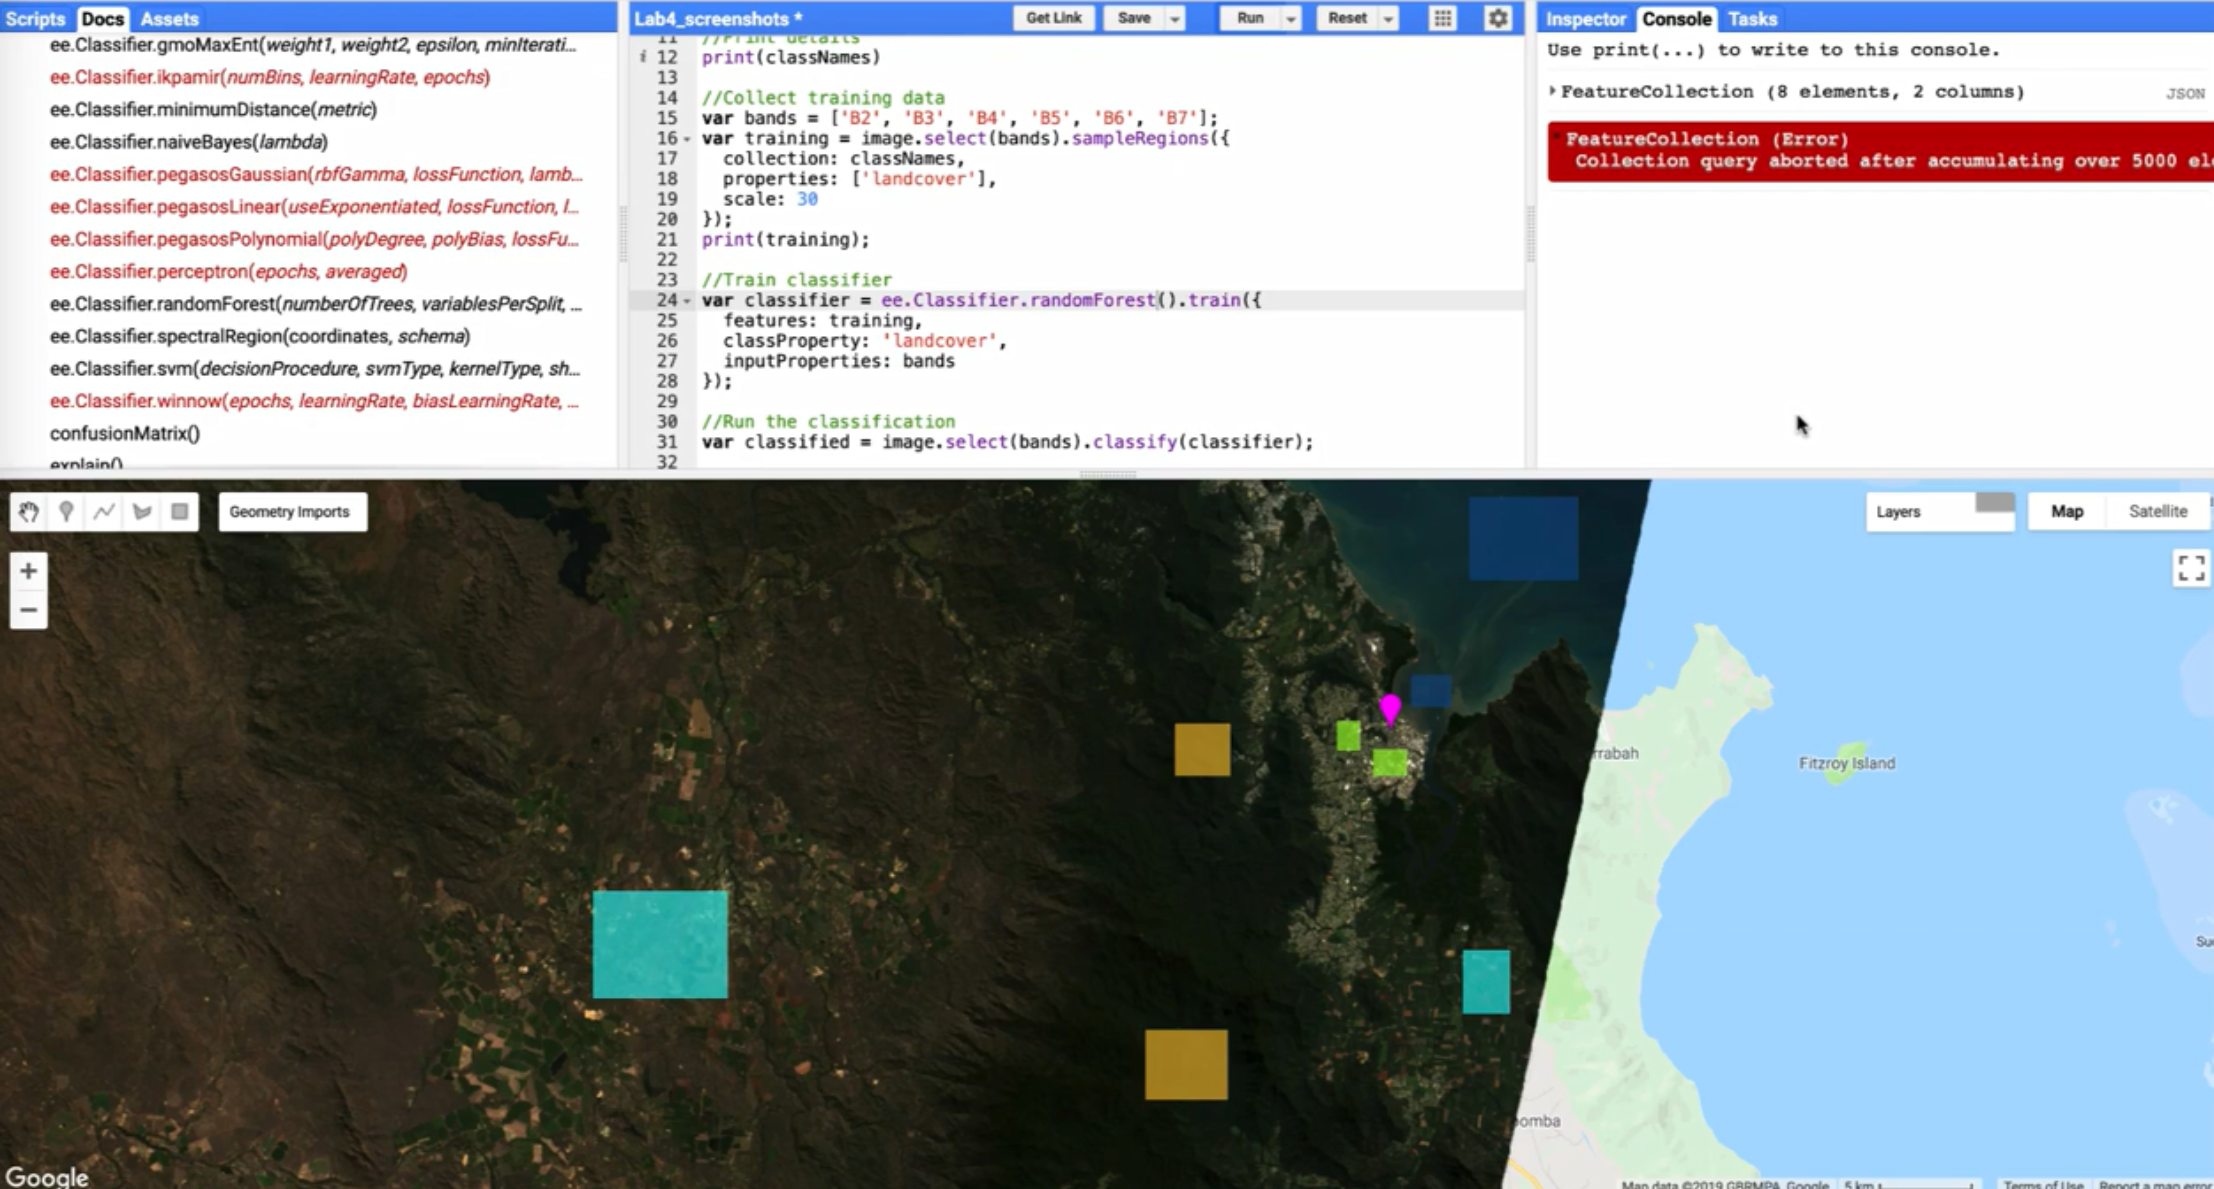 Scripts Docs Assets
ee.Classifier.gmoMaxEnt(weight1, weight2, epsilon, minIterati...
ee.Classifier.ikpamir(numBins, learningRate, epochs)
ee.Classifier.minimumDistance(metric)
ee.Classifier.naiveBayes(lambda)
ee.Classifier.pegasosGaussian(rbfGamma, lossFunction, lamb...
ee.Classifier.pegasosLinear(useExponentiated, lossFunction, l...
ee.Classifier.pegasosPolynomial(polyDegree, polyBias, lossFu...
ee.Classifier.perceptron(epochs, averaged)
ee.Classifier.randomForest(numberOfTrees, variablesPerSplit, ...
ee.Classifier.spectralRegion(coordinates, schema)
ee.Classifier.svm(decisionProcedure, svmType, kernelType, sh...
ee.Classifier.winnow(epochs, learningRate, biasLearningRate, ...
confusionMatrix()
explain()
Lab4_screenshots *
Get Link Save Run Reset
11 //Print details
i 12 print(classNames)
13
14 //Collect training data
15 var bands = ['B2', 'B3', 'B4', 'B5', 'B6', 'B7'];
16 var training = image.select(bands).sampleRegions({
17 collection: classNames,
18 properties: ['landcover'],
19 scale: 30
20 });
21 print(training);
22
23 //Train classifier
24 var classifier = ee.Classifier.randomForest().train({
25 features: training,
26 classProperty: 'landcover',
27 inputProperties: bands
28 });
29
30 //Run the classification
31 var classified = image.select(bands).classify(classifier);
32
Inspector Console Tasks
Use print(...) to write to this console.
FeatureCollection (8 elements, 2 columns) JSON
FeatureCollection (Error)
Collection query aborted after accumulating over 5000 ele
Geometry Imports
+
−
Layers
Map Satellite
rrabah
Fitzroy Island
Su
omba
Google
Map data ©2019 GBRMPA, Google 5 km Terms of Use Report a map error